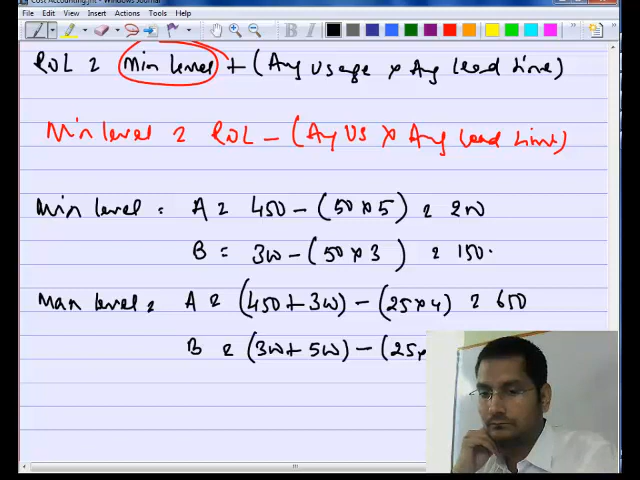 Cost Accounting.jnt - Windows Journal
File Edit View Insert Actions Tools Help
ROL = Min level + (Avg Usage x Avg lead time)
Min level = ROL - (Avg Us x Avg lead time)
Min level = A = 450 - (50 x 5) = 200
B = 300 - (50 x 3) = 150.
Max level = A = (450 + 300) - (25 x 4) = 650
B = (300 + 500) - (25 x